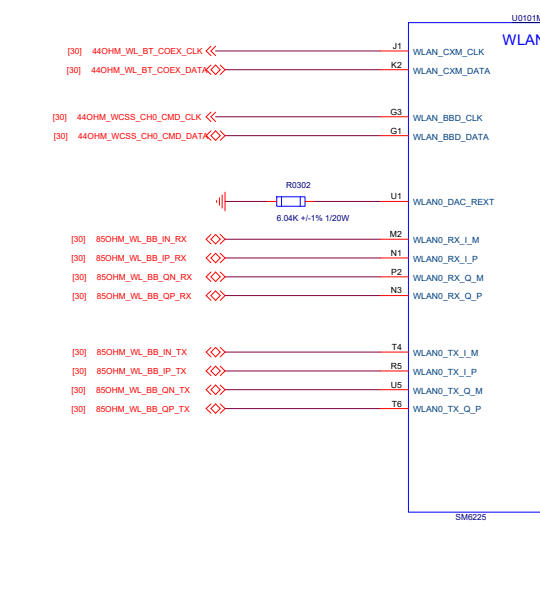 U0101M
WLAN
[30] 44OHM_WL_BT_COEX_CLK J1 WLAN_CXM_CLK
[30] 44OHM_WL_BT_COEX_DATA K2 WLAN_CXM_DATA
[30] 44OHM_WCSS_CH0_CMD_CLK G3 WLAN_BBD_CLK
[30] 44OHM_WCSS_CH0_CMD_DATA G1 WLAN_BBD_DATA
R0302
U1 WLAN0_DAC_REXT
6.04K +/-1% 1/20W
[30] 85OHM_WL_BB_IN_RX M2 WLAN0_RX_I_M
[30] 85OHM_WL_BB_IP_RX N1 WLAN0_RX_I_P
[30] 85OHM_WL_BB_QN_RX P2 WLAN0_RX_Q_M
[30] 85OHM_WL_BB_QP_RX N3 WLAN0_RX_Q_P
[30] 85OHM_WL_BB_IN_TX T4 WLAN0_TX_I_M
[30] 85OHM_WL_BB_IP_TX R5 WLAN0_TX_I_P
[30] 85OHM_WL_BB_QN_TX U5 WLAN0_TX_Q_M
[30] 85OHM_WL_BB_QP_TX T6 WLAN0_TX_Q_P
SM6225